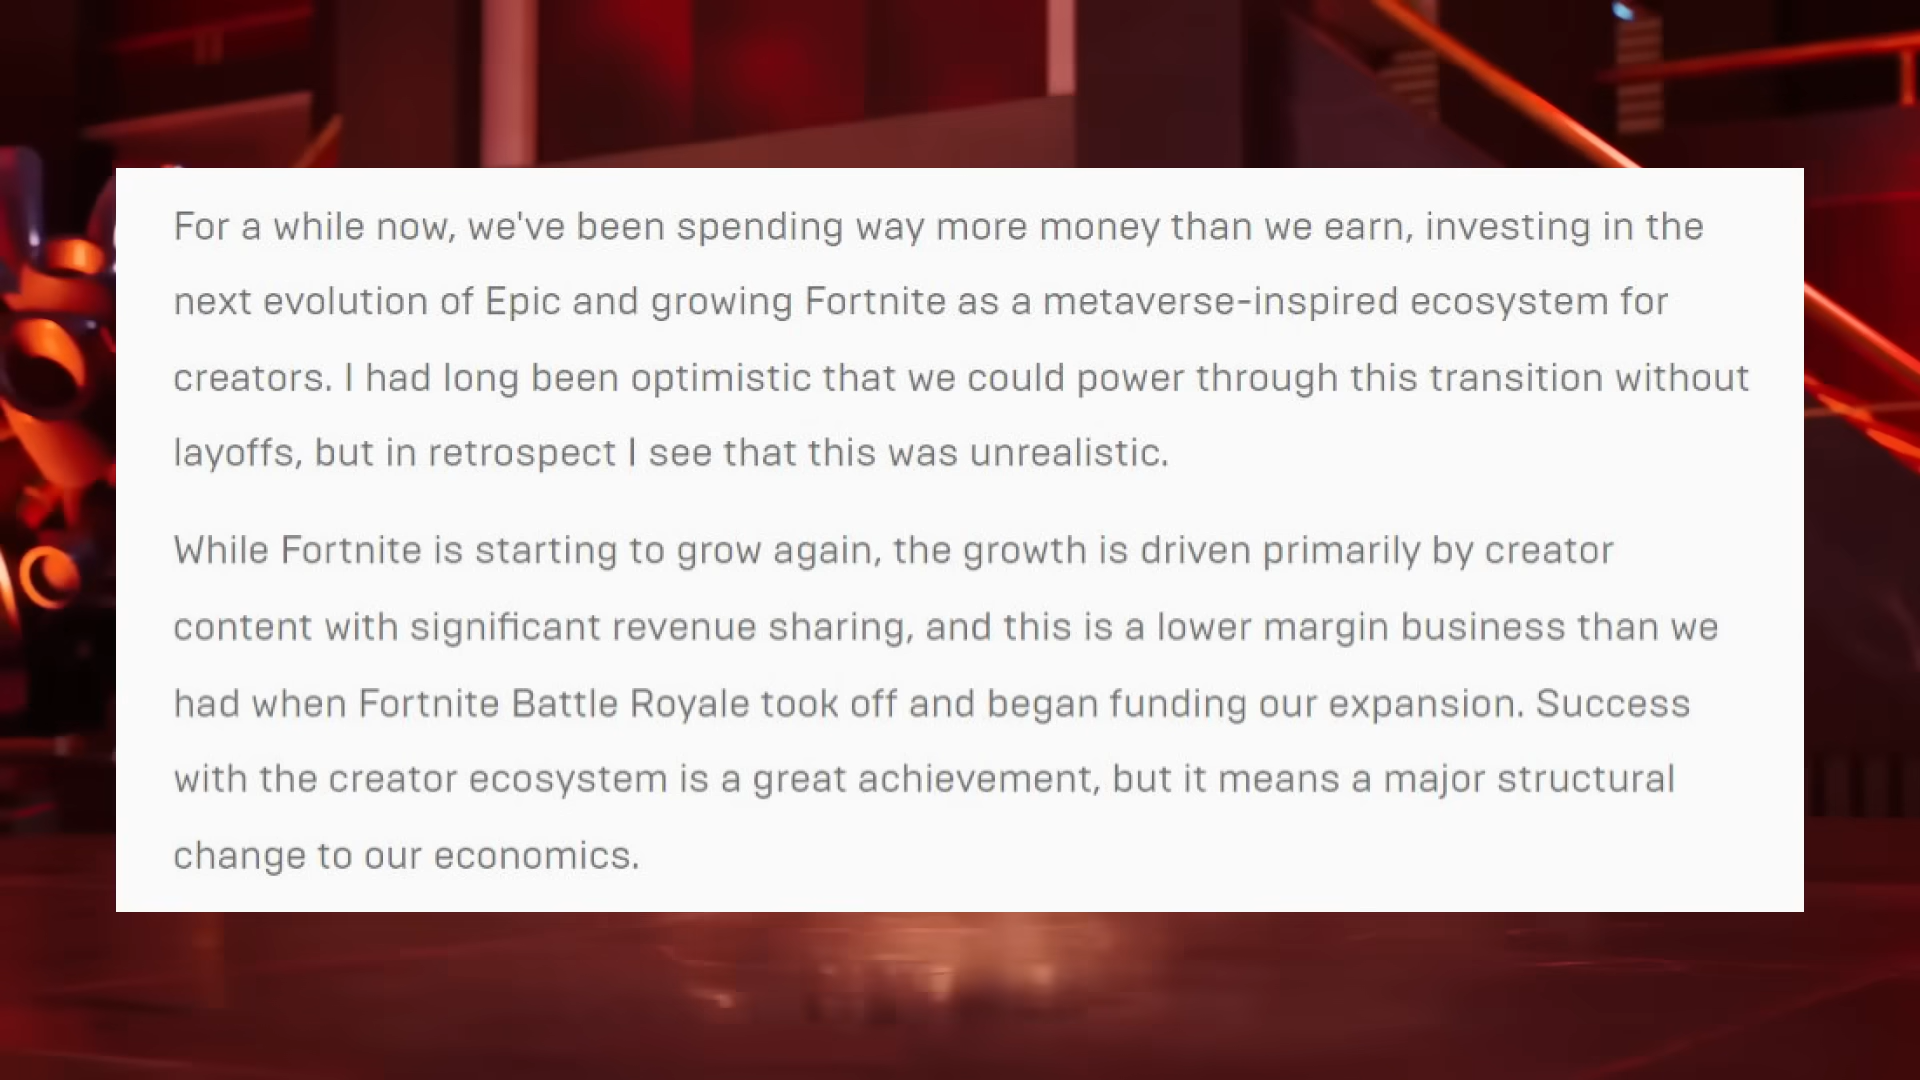 For a while now, we've been spending way more money than we earn, investing in the
next evolution of Epic and growing Fortnite as a metaverse-inspired ecosystem for
creators. I had long been optimistic that we could power through this transition without
layoffs, but in retrospect I see that this was unrealistic.
While Fortnite is starting to grow again, the growth is driven primarily by creator
content with significant revenue sharing, and this is a lower margin business than we
had when Fortnite Battle Royale took off and began funding our expansion. Success
with the creator ecosystem is a great achievement, but it means a major structural
change to our economics.